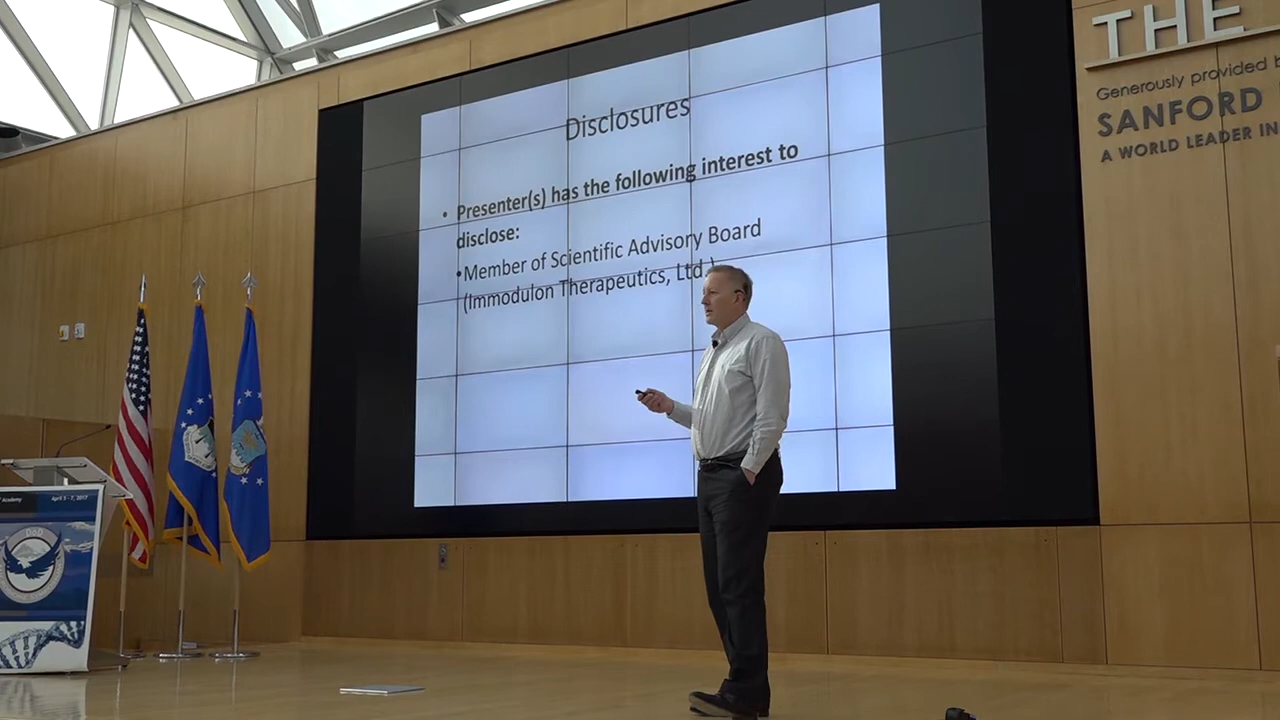 Disclosures
• Presenter(s) has the following interest to
disclose:
•Member of Scientific Advisory Board
(Immodulon Therapeutics, Ltd.)
THE
Generously provided b
SANFORD
A WORLD LEADER IN
Academy
April 5 - 7, 2017